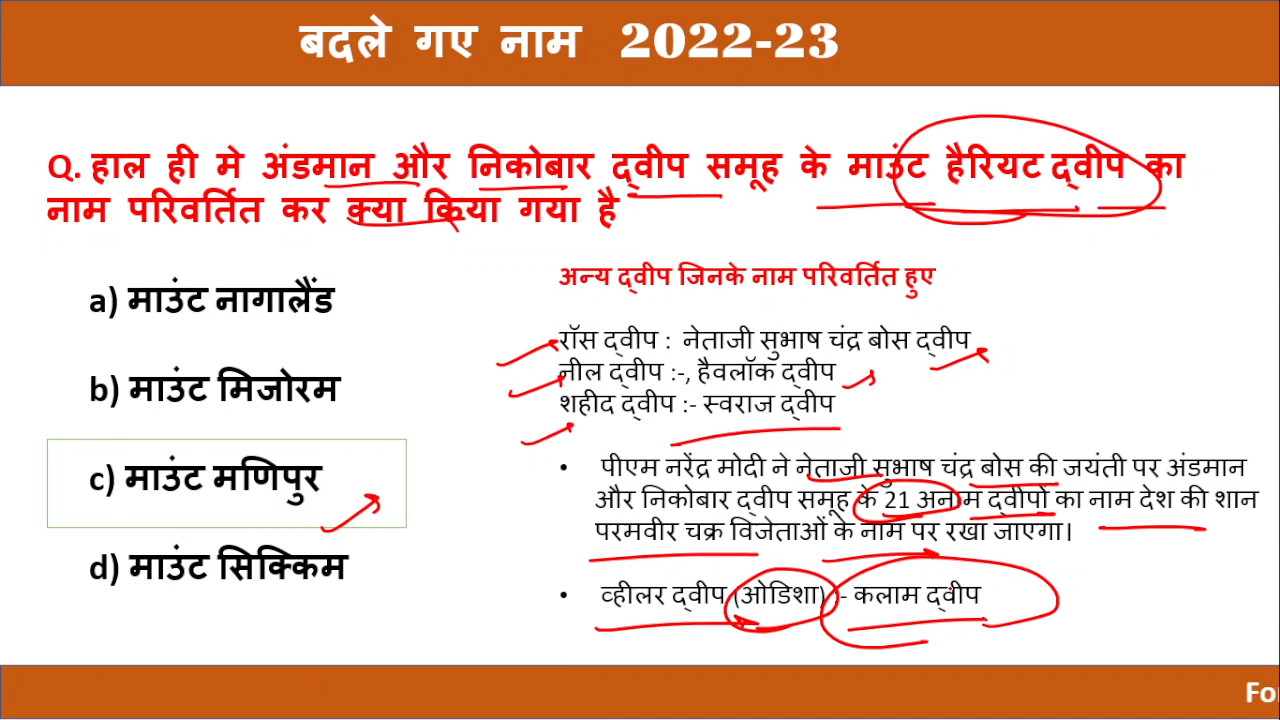 बदले गए नाम 2022-23
Q. हाल ही मे अंडमान और निकोबार द्वीप समूह के माउंट हैरियट द्वीप का
नाम परिवर्तित कर क्या किया गया है
a) माउंट नागालैंड
b) माउंट मिजोरम
c) माउंट मणिपुर
d) माउंट सिक्किम
अन्य द्वीप जिनके नाम परिवर्तित हुए
रॉस द्वीप : नेताजी सुभाष चंद्र बोस द्वीप
नील द्वीप :-, हैवलॉक द्वीप
शहीद द्वीप :- स्वराज द्वीप
• पीएम नरेंद्र मोदी ने नेताजी सुभाष चंद्र बोस की जयंती पर अंडमान
और निकोबार द्वीप समूह के 21 अनाम द्वीपों का नाम देश की शान
परमवीर चक्र विजेताओं के नाम पर रखा जाएगा।
• व्हीलर द्वीप (ओडिशा) :- कलाम द्वीप